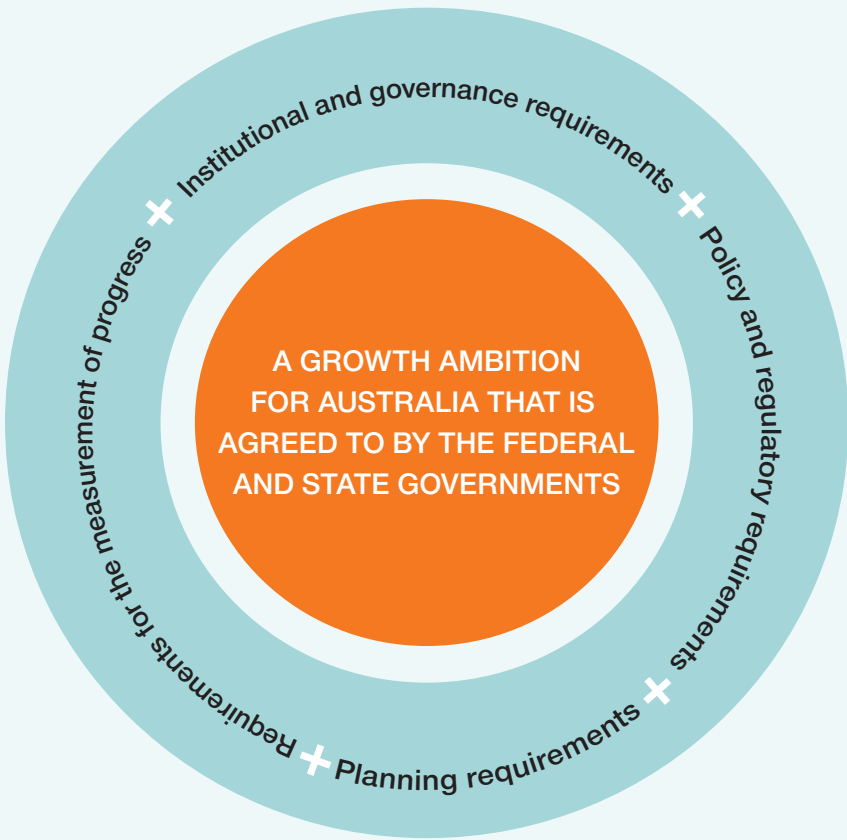 Institutional and governance requirements
Policy and regulatory requirements
Planning requirements
Requirements for the measurement of progress
A GROWTH AMBITION
FOR AUSTRALIA THAT IS
AGREED TO BY THE FEDERAL
AND STATE GOVERNMENTS